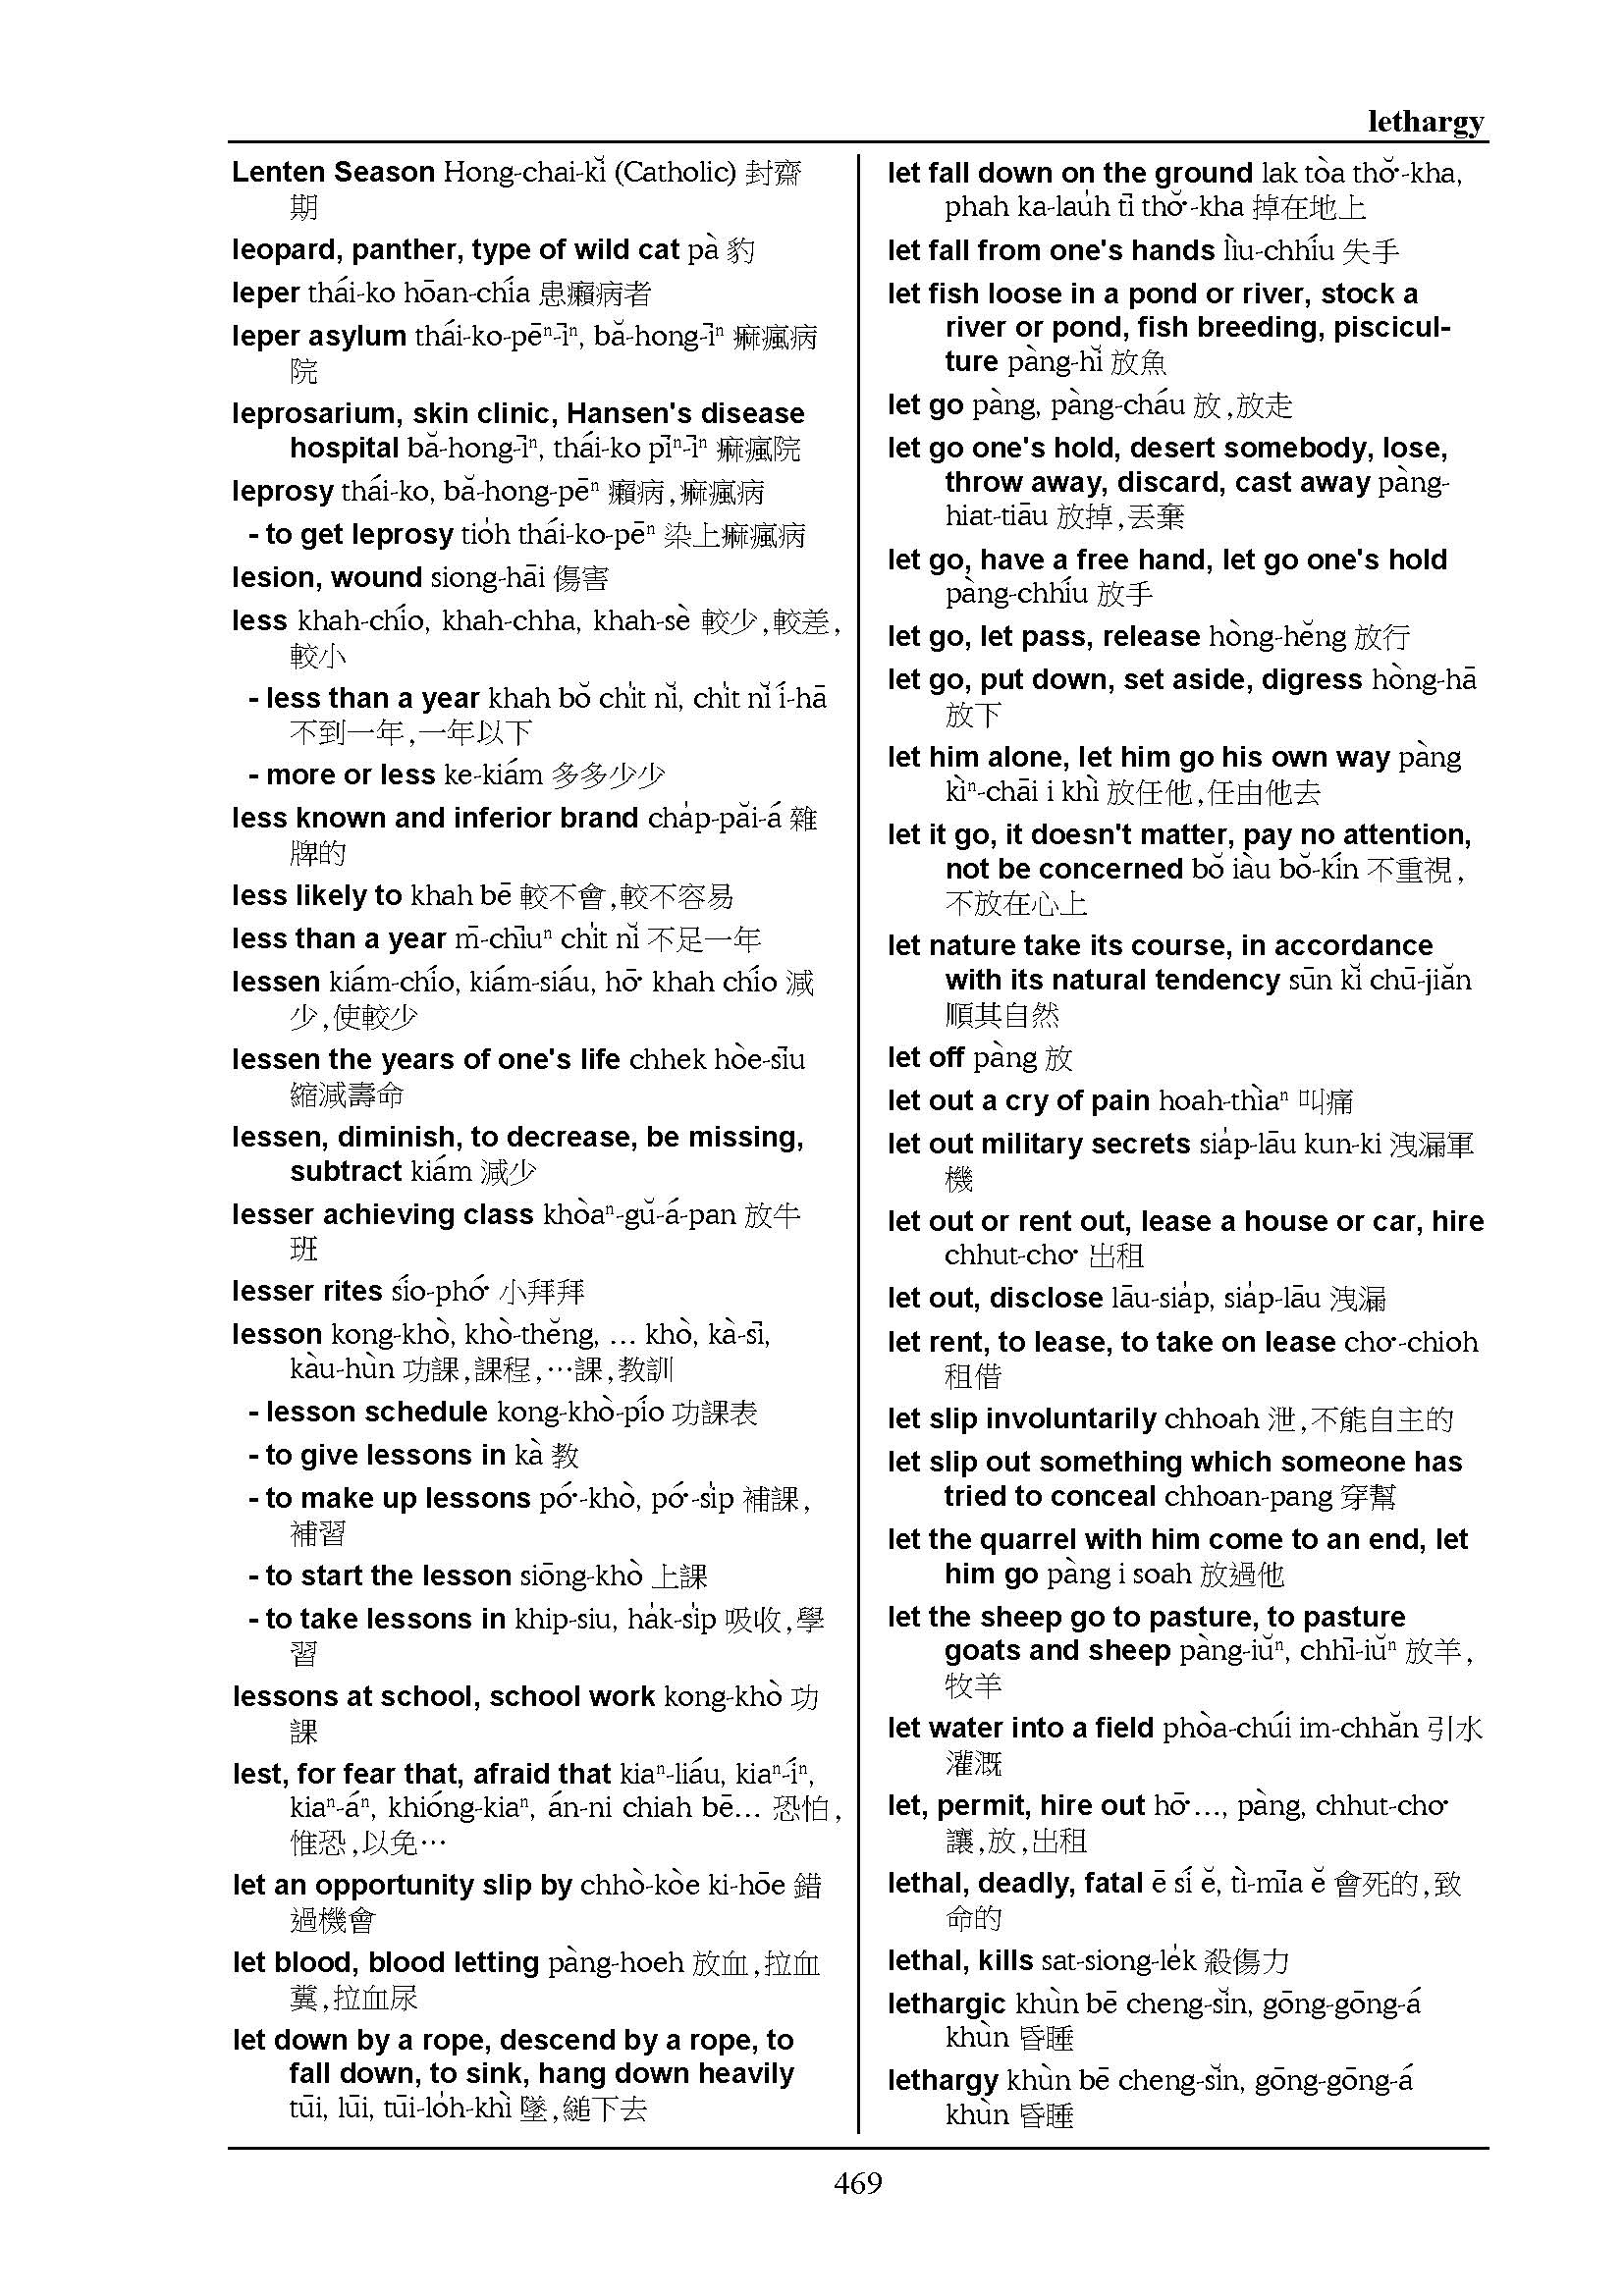 lethargy
Lenten Season Hong-chai-kĭ (Catholic) 封齋
期
leopard, panther, type of wild cat pà 豹
leper thái-ko hōan-chía 患癩病者
leper asylum thái-ko-pēⁿ-īⁿ, bă-hong-īⁿ 痲瘋病
院
leprosarium, skin clinic, Hansen's disease
hospital bă-hong-īⁿ, thái-ko pīⁿ-īⁿ 痲瘋院
leprosy thái-ko, bă-hong-pēⁿ 癩病,痲瘋病
- to get leprosy tio̍h thái-ko-pēⁿ 染上痲瘋病
lesion, wound siong-hāi 傷害
less khah-chío, khah-chha, khah-sè 較少,較差,
較小
- less than a year khah bŏ chi̍t nĭ, chi̍t nĭ í-hā
不到一年,一年以下
- more or less ke-kiám 多多少少
less known and inferior brand cha̍p-păi-á 雜
牌的
less likely to khah bē 較不會,較不容易
less than a year m̄-chīuⁿ chi̍t nĭ 不足一年
lessen kiám-chío, kiám-siáu, hō͘ khah chío 減
少,使較少
lessen the years of one's life chhek hòe-sīu
縮減壽命
lessen, diminish, to decrease, be missing,
subtract kiám 減少
lesser achieving class khòaⁿ-gŭ-á-pan 放牛
班
lesser rites sío-phó͘ 小拜拜
lesson kong-khò, khò-thĕng, ... khò, kà-sī,
kàu-hùn 功課,課程,…課,教訓
- lesson schedule kong-khò-pío 功課表
- to give lessons in kà 教
- to make up lessons pó͘-khò, pó͘-si̍p 補課,
補習
- to start the lesson siōng-khò 上課
- to take lessons in khip-siu, ha̍k-si̍p 吸收,學
習
lessons at school, school work kong-khò 功
課
lest, for fear that, afraid that kiaⁿ-liáu, kiaⁿ-íⁿ,
kiaⁿ-áⁿ, khióng-kiaⁿ, án-ni chiah bē... 恐怕,
惟恐,以免…
let an opportunity slip by chhò-kòe ki-hōe 錯
過機會
let blood, blood letting pàng-hoeh 放血,拉血
糞,拉血尿
let down by a rope, descend by a rope, to
fall down, to sink, hang down heavily
tūi, lūi, tūi-lo̍h-khì 墜,縋下去
let fall down on the ground lak tòa thŏ͘-kha,
phah ka-lau̍h tī thŏ͘-kha 掉在地上
let fall from one's hands lìu-chhíu 失手
let fish loose in a pond or river, stock a
river or pond, fish breeding, piscicul-
ture pàng-hĭ 放魚
let go pàng, pàng-cháu 放,放走
let go one's hold, desert somebody, lose,
throw away, discard, cast away pàng-
hiat-tiāu 放掉,丟棄
let go, have a free hand, let go one's hold
pàng-chhíu 放手
let go, let pass, release hòng-hĕng 放行
let go, put down, set aside, digress hòng-hā
放下
let him alone, let him go his own way pàng
kìⁿ-chāi i khì 放任他,任由他去
let it go, it doesn't matter, pay no attention,
not be concerned bŏ iàu bŏ-kín 不重視,
不放在心上
let nature take its course, in accordance
with its natural tendency sūn kĭ chū-jiăn
順其自然
let off pàng 放
let out a cry of pain hoah-thìaⁿ 叫痛
let out military secrets sia̍p-lāu kun-ki 洩漏軍
機
let out or rent out, lease a house or car, hire
chhut-cho͘ 出租
let out, disclose lāu-sia̍p, sia̍p-lāu 洩漏
let rent, to lease, to take on lease cho͘-chioh
租借
let slip involuntarily chhoah 泄,不能自主的
let slip out something which someone has
tried to conceal chhoan-pang 穿幫
let the quarrel with him come to an end, let
him go pàng i soah 放過他
let the sheep go to pasture, to pasture
goats and sheep pàng-iŭⁿ, chhī-iŭⁿ 放羊,
牧羊
let water into a field phòa-chúi im-chhăn 引水
灌溉
let, permit, hire out hō͘..., pàng, chhut-cho͘
讓,放,出租
lethal, deadly, fatal ē sí ĕ, tì-mīa ĕ 會死的,致
命的
lethal, kills sat-siong-le̍k 殺傷力
lethargic khùn bē cheng-sĭn, gōng-gōng-á
khùn 昏睡
lethargy khùn bē cheng-sĭn, gōng-gōng-á
khùn 昏睡
469